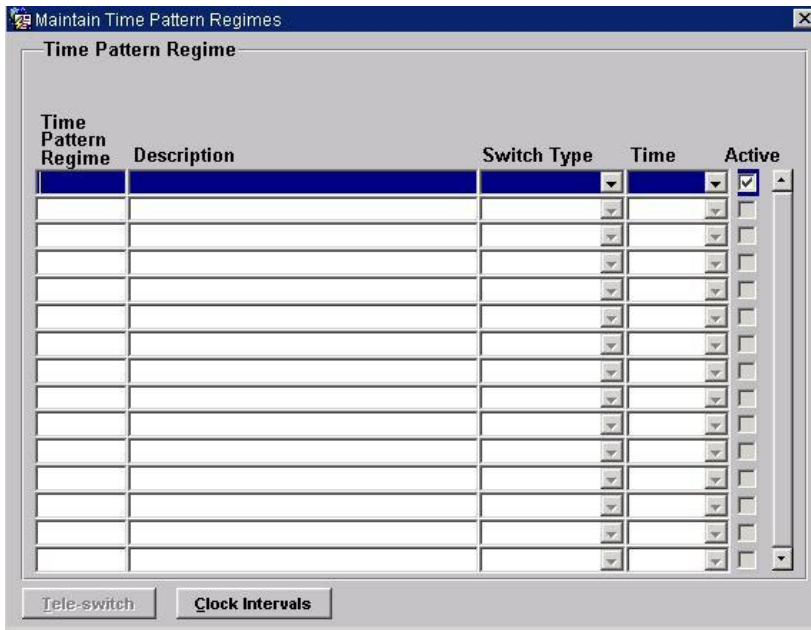 Maintain Time Pattern Regimes
Time Pattern Regime
Time
Pattern
Regime Description Switch Type Time Active
Tele-switch Clock Intervals